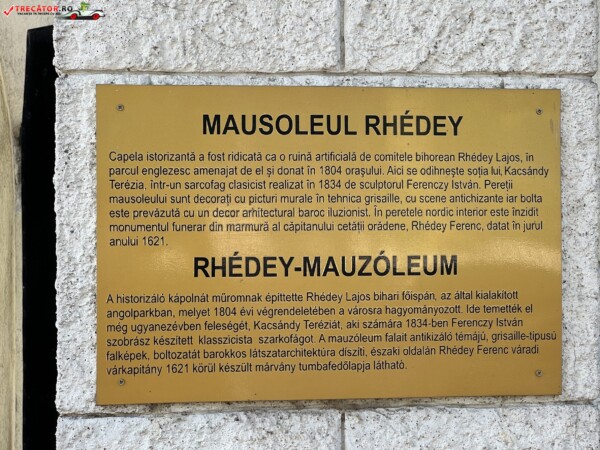 TRECĂTOR.RO
MAUSOLEUL RHÉDEY
Capela istorizantă a fost ridicată ca o ruină artificială de comitele bihorean Rhédey Lajos, în
parcul englezesc amenajat de el și donat în 1804 orașului. Aici se odihnește soția lui, Kacsándy
Terézia, într-un sarcofag clasicist realizat în 1834 de sculptorul Ferenczy István. Pereții
mausoleului sunt decorați cu picturi murale în tehnica grisaille, cu scene antichizante iar bolta
este prevăzută cu un decor arhitectural baroc iluzionist. În peretele nordic interior este înzidit
monumentul funerar din marmură al căpitanului cetății orădene, Rhédey Ferenc, datat în jurul
anului 1621.
RHÉDEY-MAUZÓLEUM
A historizáló kápolnát műromnak építtette Rhédey Lajos bihari főispán, az által kialakított
angolparkban, melyet 1804 évi végrendeletében a városra hagyományozott. Ide temették el
még ugyanezévben feleségét, Kacsándy Teréziát, aki számára 1834-ben Ferenczy István
szobrász készített klasszicista szarkofágot. A mauzóleum falait antikizáló témájú, grisaille-típusú
falképek, boltozatát barokkos látszatarchitektúra díszíti, északi oldalán Rhédey Ferenc váradi
várkapitány 1621 körül készült márvány tumbafedőlapja látható.